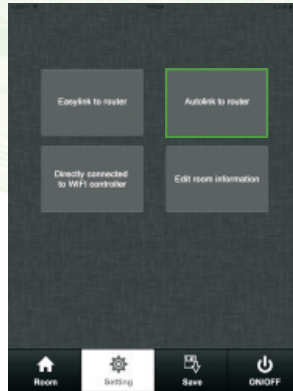 Easylink to router
Autolink to router
Directly connected
to WIFI controller
Edit room information
Room
Setting
Save
ON/OFF